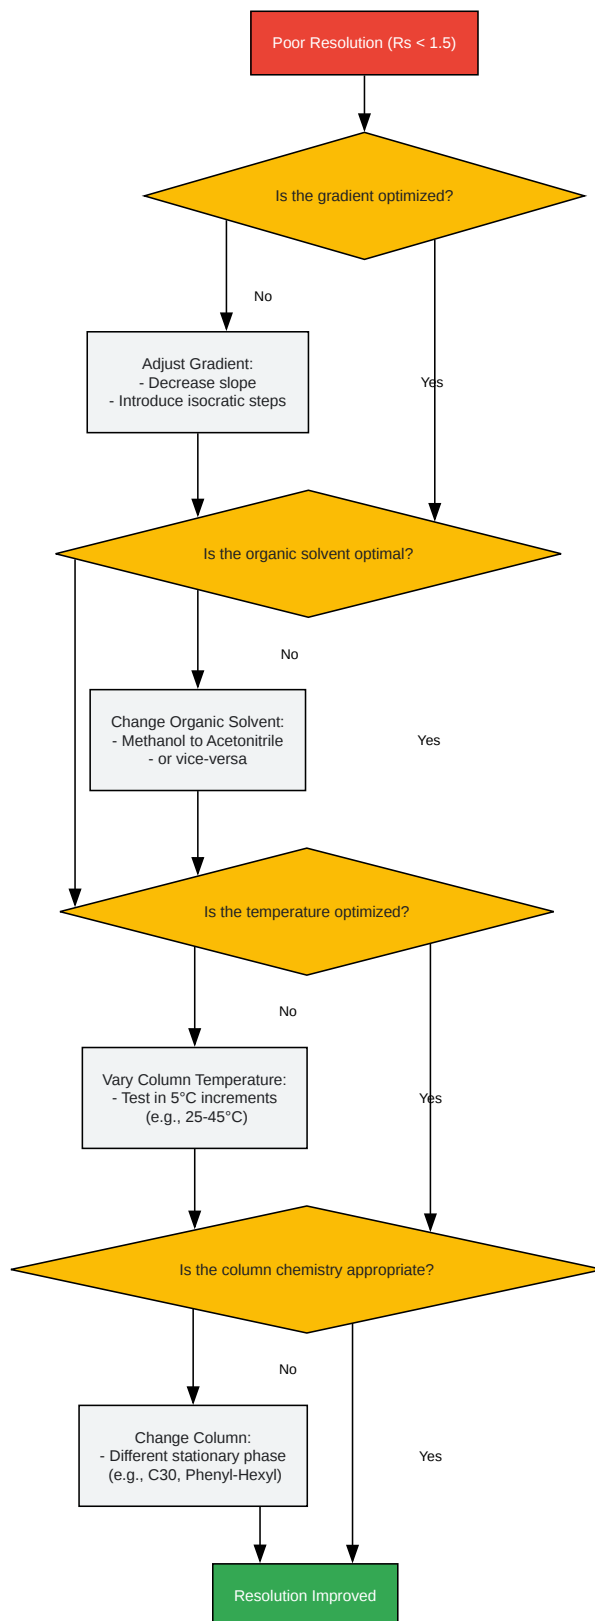 Poor Resolution (Rs < 1.5)
Is the gradient optimized?
No
Adjust Gradient:
- Decrease slope
- Introduce isocratic steps
Yes
Is the organic solvent optimal?
No
Change Organic Solvent:
- Methanol to Acetonitrile
- or vice-versa
Yes
Is the temperature optimized?
No
Vary Column Temperature:
- Test in 5°C increments
(e.g., 25-45°C)
Yes
Is the column chemistry appropriate?
No
Change Column:
- Different stationary phase
(e.g., C30, Phenyl-Hexyl)
Yes
Resolution Improved